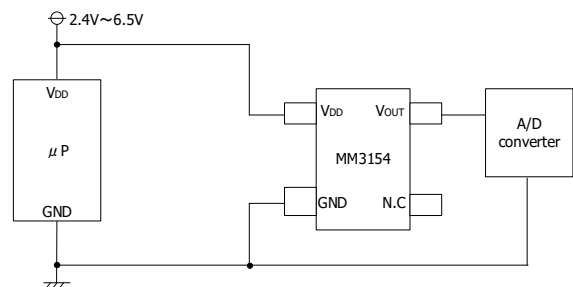 2.4V～6.5V
VDD
μP
GND
VDD
VOUT
MM3154
GND
N.C
A/D
converter